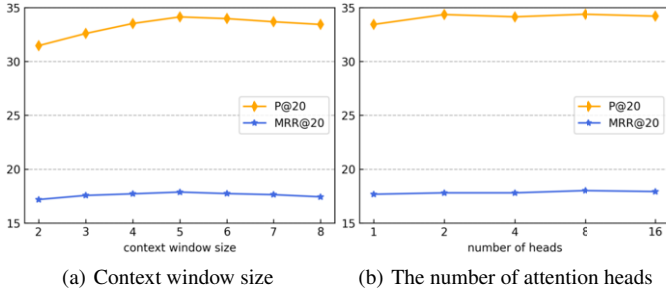 35
30
25
20
15
P@20
MRR@20
2 3 4 5 6 7 8
context window size
(a) Context window size
35
30
25
20
15
P@20
MRR@20
1 2 4 8 16
number of heads
(b) The number of attention heads